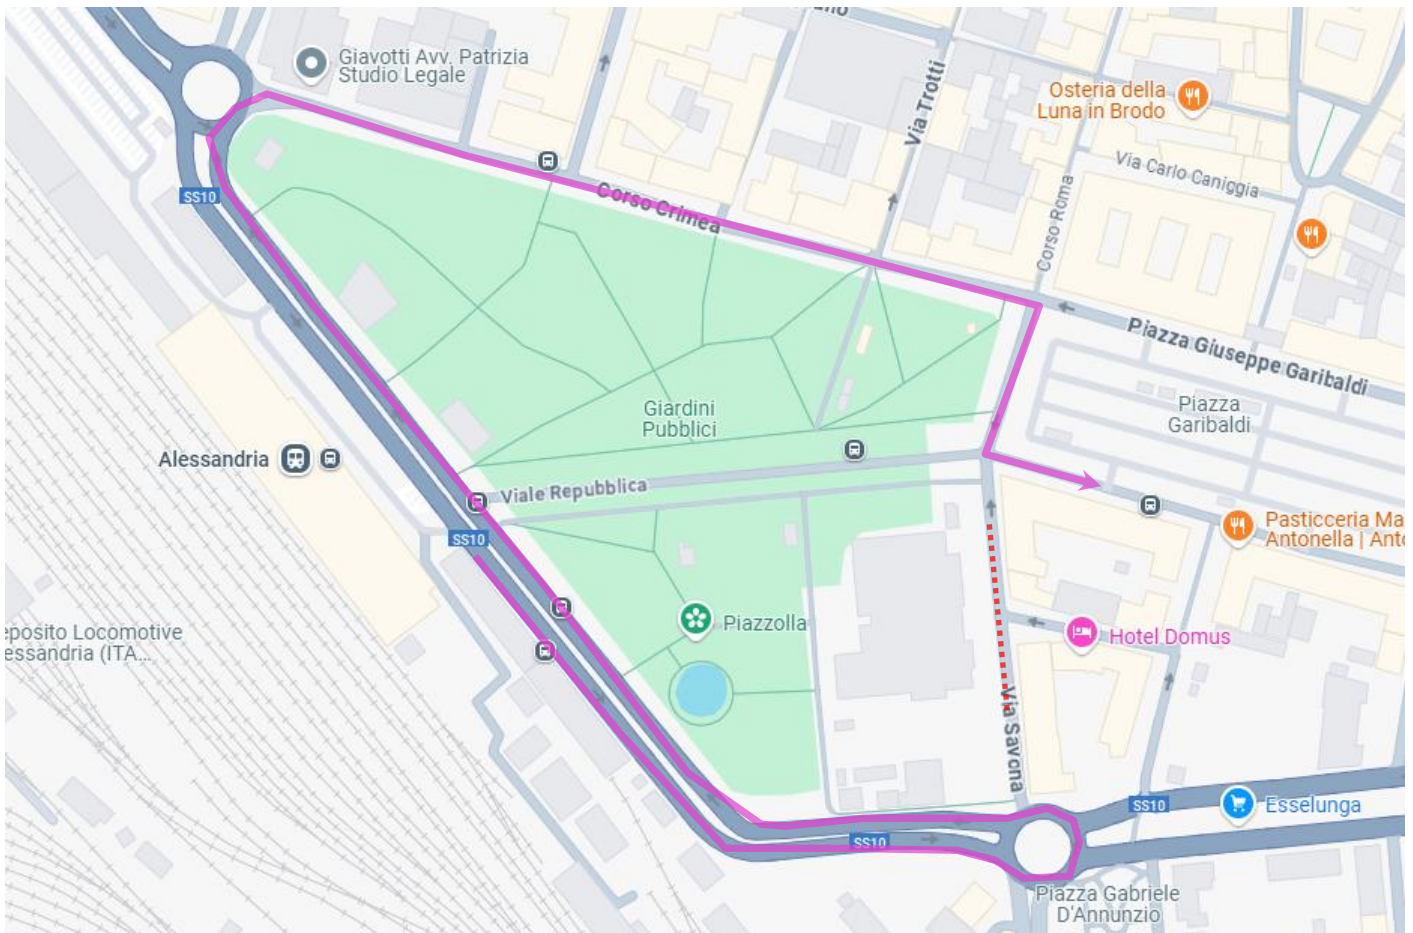 Giavotti Avv. Patrizia
Studio Legale
Via Trotti
Osteria della
Luna in Brodo
Via Carlo Caniggia
SS10
Corso Crimea
Corso Roma
Piazza Giuseppe Garibaldi
Giardini
Pubblici
Piazza
Garibaldi
Alessandria
Viale Repubblica
Pasticceria Ma
Antonella | Anto
SS10
Piazzolla
Hotel Domus
eposito Locomotive
essandria (ITA...
Via Savona
SS10
Esselunga
SS10
Piazza Gabriele
D'Annunzio